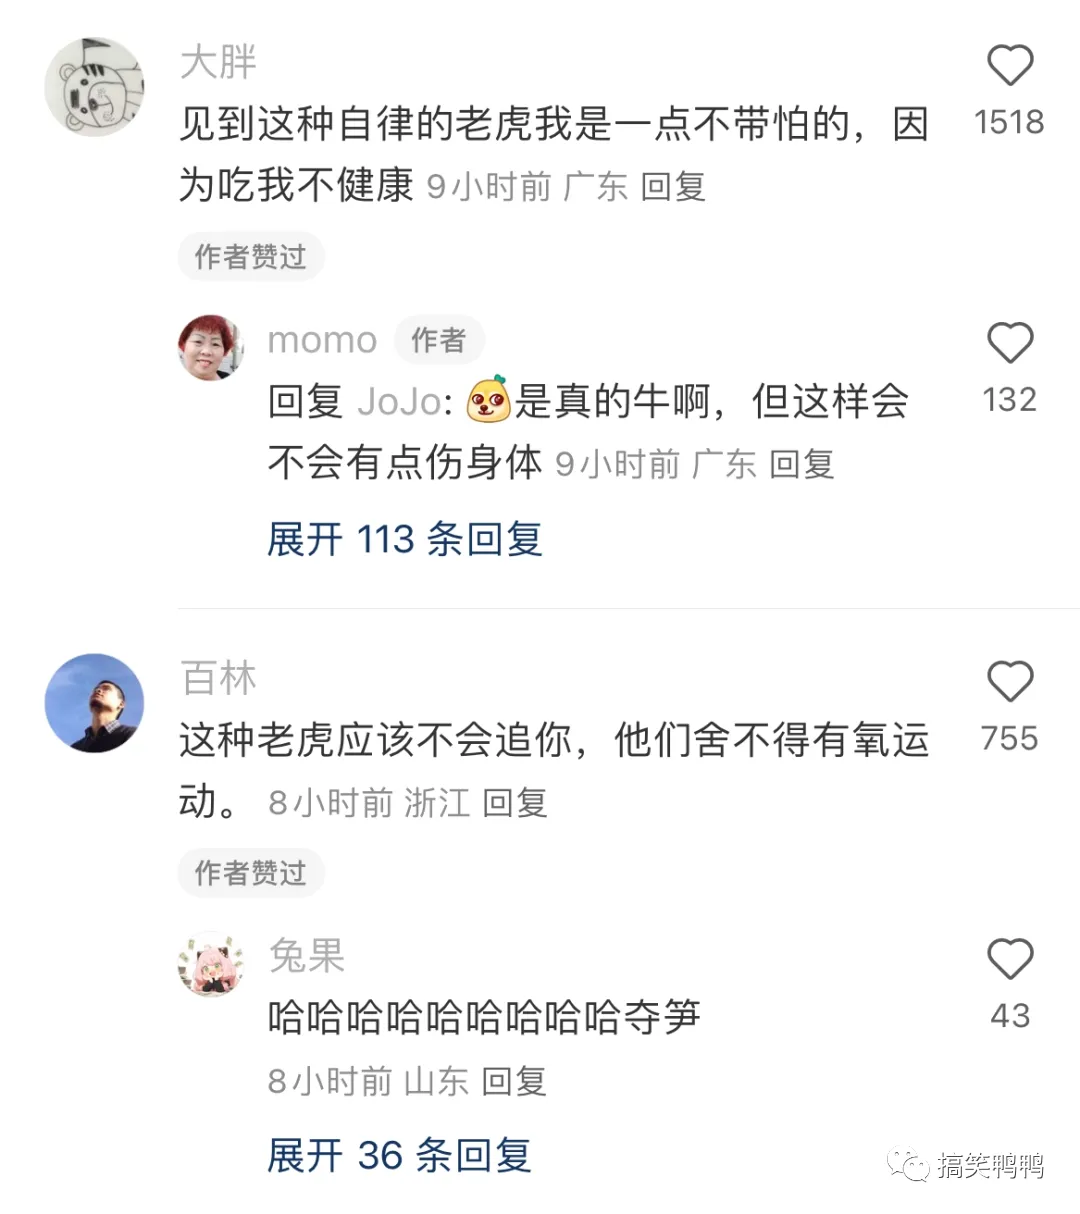 大胖
见到这种自律的老虎我是一点不带怕的，因
1518
为吃我不健康 9小时前 广东 回复
作者赞过
momo 作者
回复 JoJo: 是真的牛啊，但这样会
132
不会有点伤身体 9小时前 广东 回复
展开 113 条回复
百林
这种老虎应该不会追你，他们舍不得有氧运
755
动。 8小时前 浙江 回复
作者赞过
兔果
哈哈哈哈哈哈哈哈哈夺笋
43
8小时前 山东 回复
展开 36 条回复
搞笑鸭鸭